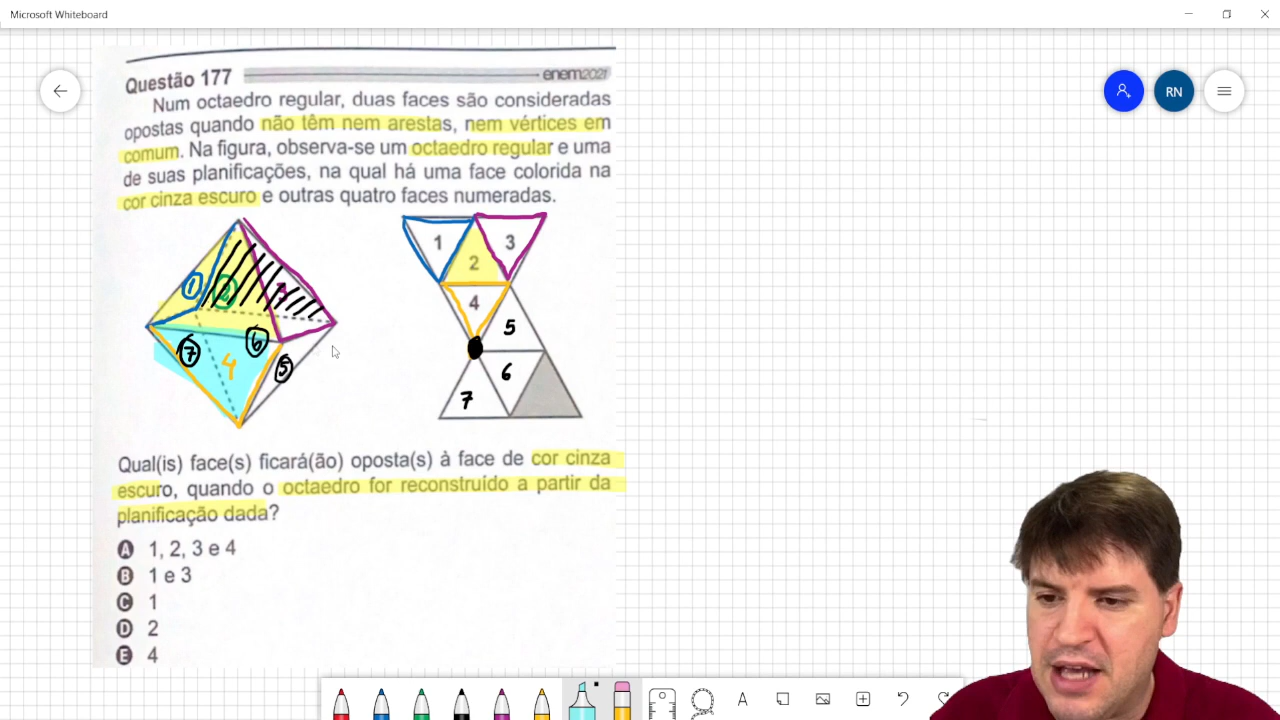 Microsoft Whiteboard
RN
Questão 177
enem2021
Num octaedro regular, duas faces são consideradas
opostas quando não têm nem arestas, nem vértices em
comum. Na figura, observa-se um octaedro regular e uma
de suas planificações, na qual há uma face colorida na
cor cinza escuro e outras quatro faces numeradas.
1
2
3
6
7
4
5
1
3
2
4
5
6
7
Qual(is) face(s) ficará(ão) oposta(s) à face de cor cinza
escuro, quando o octaedro for reconstruído a partir da
planificação dada?
A 1, 2, 3 e 4
B 1 e 3
C 1
D 2
E 4
A